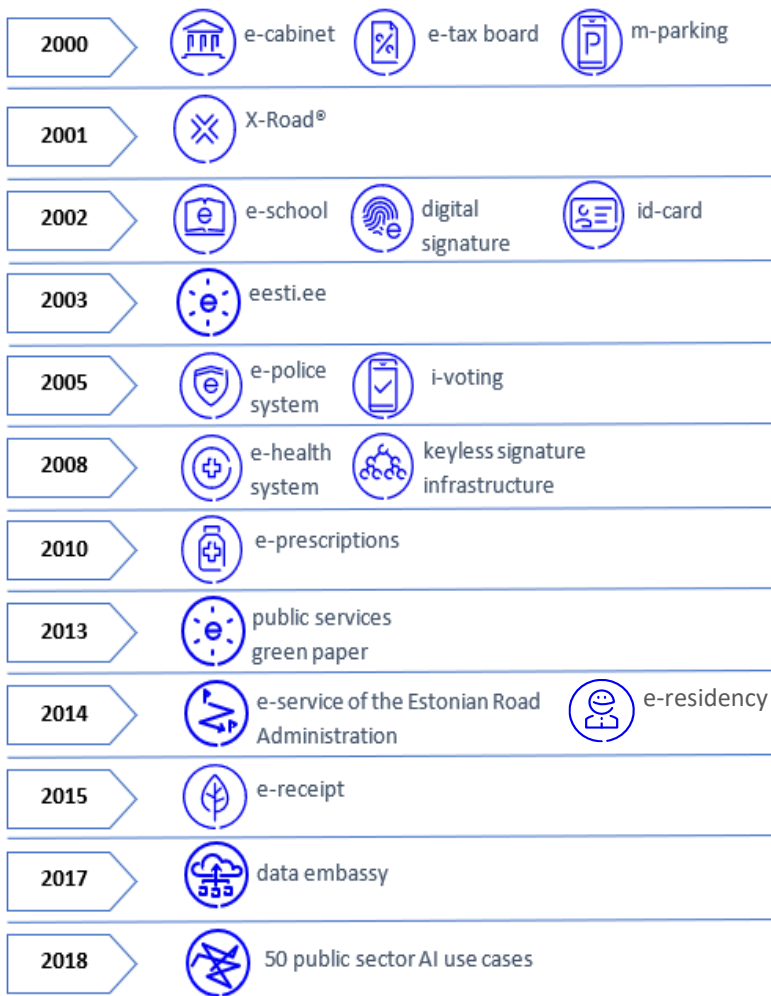 2000
e-cabinet
e-tax board
m-parking
P
2001
X-Road®
2002
e
e-school
digital
signature
e
id-card
2003
e
eesti.ee
2005
e
e-police
system
i-voting
2008
e-health
system
keyless signature
infrastructure
2010
e-prescriptions
2013
e
public services
green paper
2014
e-service of the Estonian Road
Administration
e-residency
2015
e-receipt
2017
data embassy
2018
50 public sector AI use cases